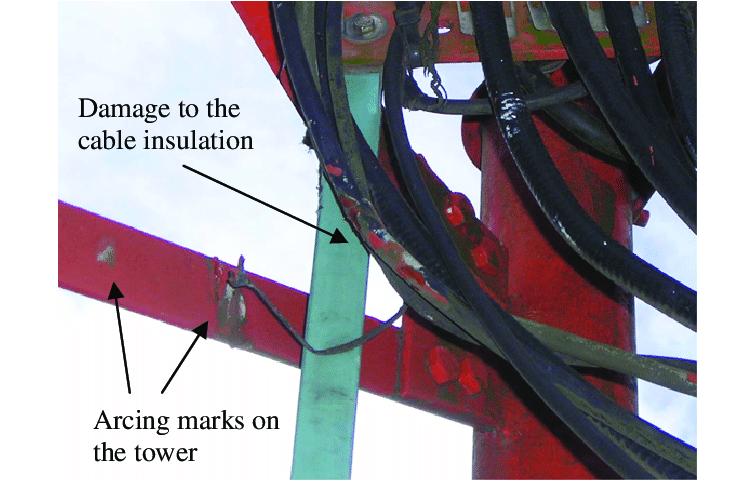 Damage to the
cable insulation
Arcing marks on
the tower